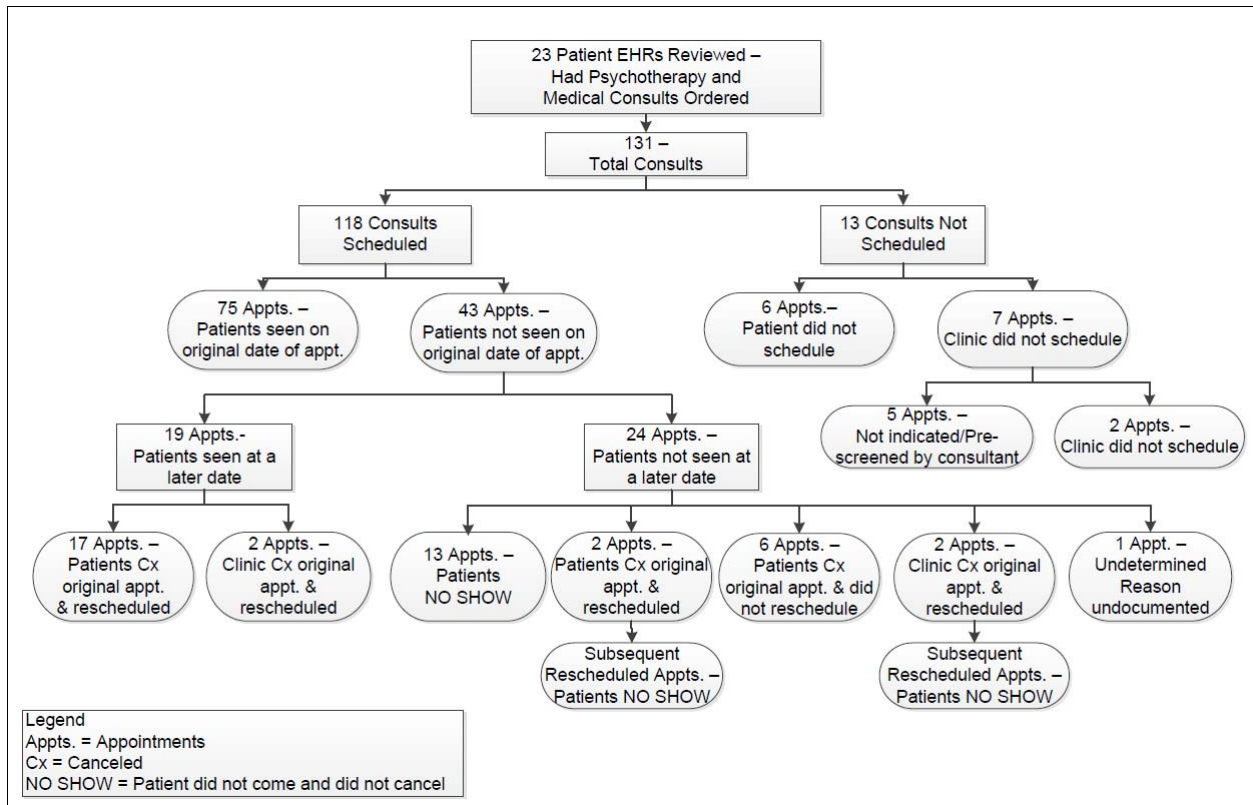 23 Patient EHRs Reviewed –
Had Psychotherapy and
Medical Consults Ordered
131 –
Total Consults
118 Consults
Scheduled
13 Consults Not
Scheduled
75 Appts. –
Patients seen on
original date of appt.
43 Appts. –
Patients not seen on
original date of appt.
6 Appts.–
Patient did not
schedule
7 Appts. –
Clinic did not schedule
19 Appts.-
Patients seen at a
later date
24 Appts. –
Patients not seen at
a later date
5 Appts. –
Not indicated/Pre-
screened by consultant
2 Appts. –
Clinic did not schedule
17 Appts. –
Patients Cx
original appt.
& rescheduled
2 Appts. –
Clinic Cx original
appt. &
rescheduled
13 Appts. –
Patients
NO SHOW
2 Appts. –
Patients Cx original
appt. &
rescheduled
6 Appts. –
Patients Cx
original appt. & did
not reschedule
2 Appts. –
Clinic Cx original
appt. &
rescheduled
1 Appt. –
Undetermined
Reason
undocumented
Subsequent
Rescheduled Appts. –
Patients NO SHOW
Subsequent
Rescheduled Appts. –
Patients NO SHOW
Legend
Appts. = Appointments
Cx = Canceled
NO SHOW = Patient did not come and did not cancel